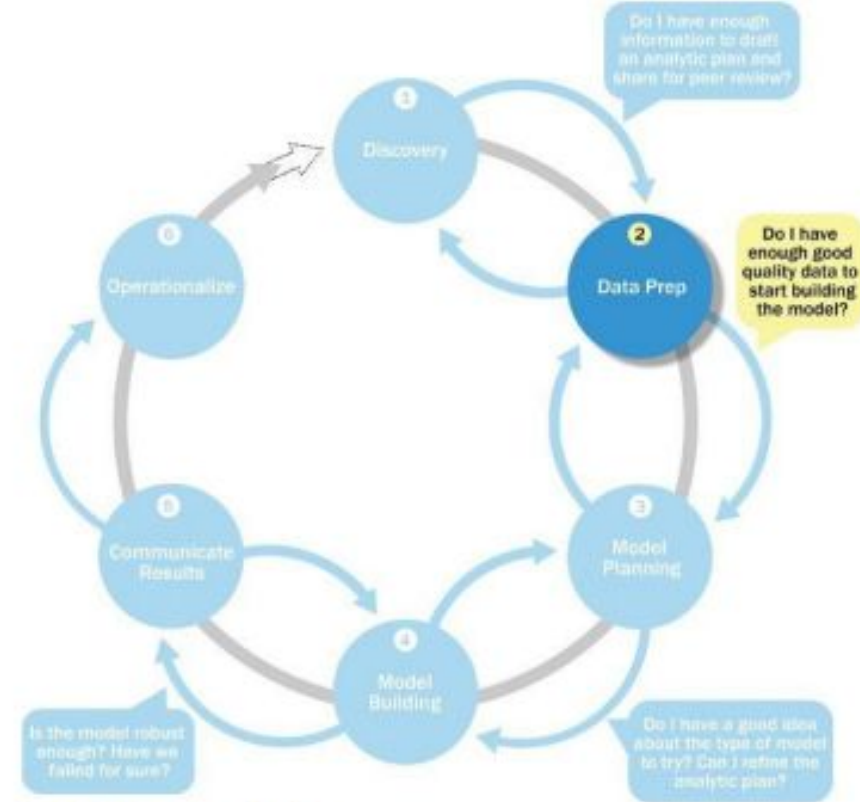 Do I have enough
information to draft
an analytic plan and
share for peer review?
1
Discovery
2
Data Prep
Do I have
enough good
quality data to
start building
the model?
6
Operationalize
3
Model
Planning
5
Communicate
Results
4
Model
Building
Is the model robust
enough? Have we
failed for sure?
Do I have a good idea
about the type of model
to try? Can I refine the
analytic plan?